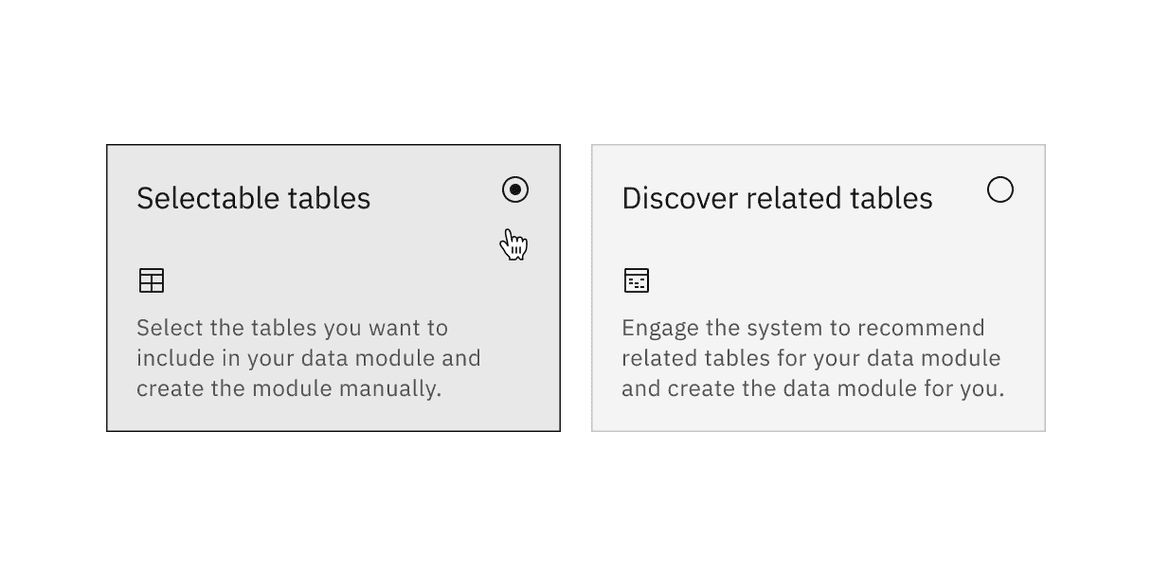 Selectable tables
Select the tables you want to
include in your data module and
create the module manually.
Discover related tables
Engage the system to recommend
related tables for your data module
and create the data module for you.